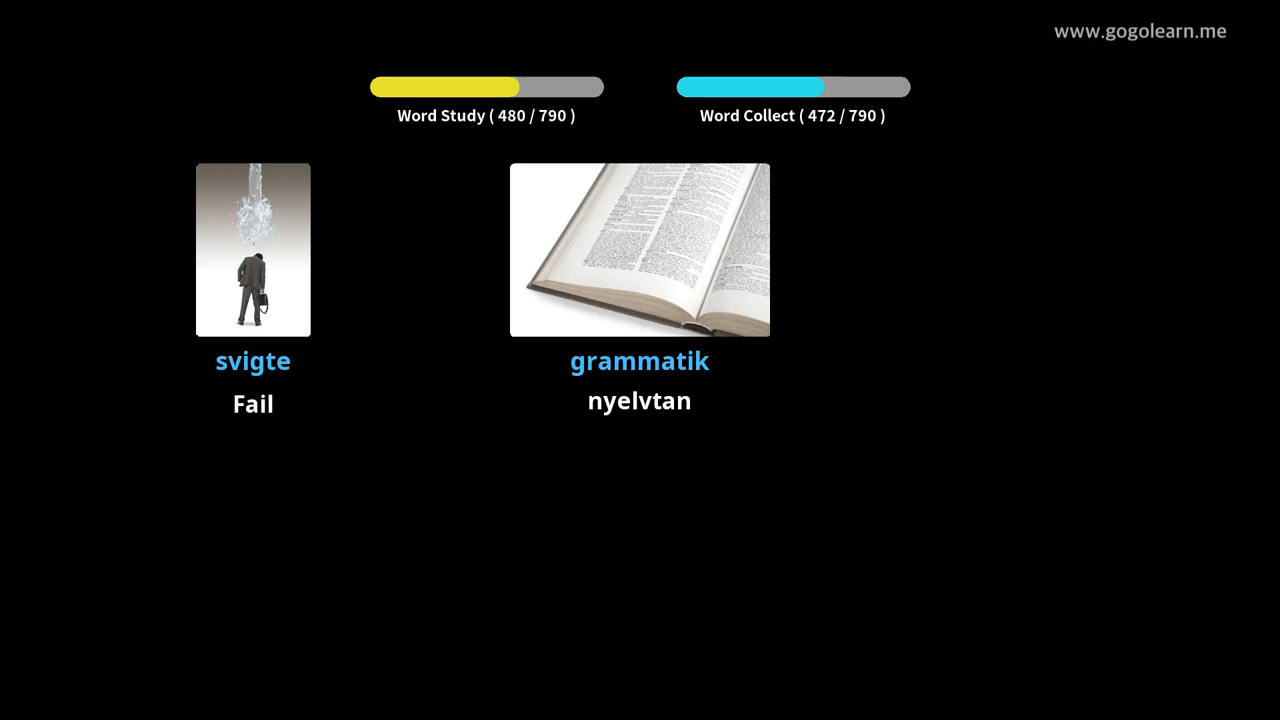 www.gogolearn.me
Word Study ( 480 / 790 )
Word Collect ( 472 / 790 )
svigte
grammatik
Fail
nyelvtan